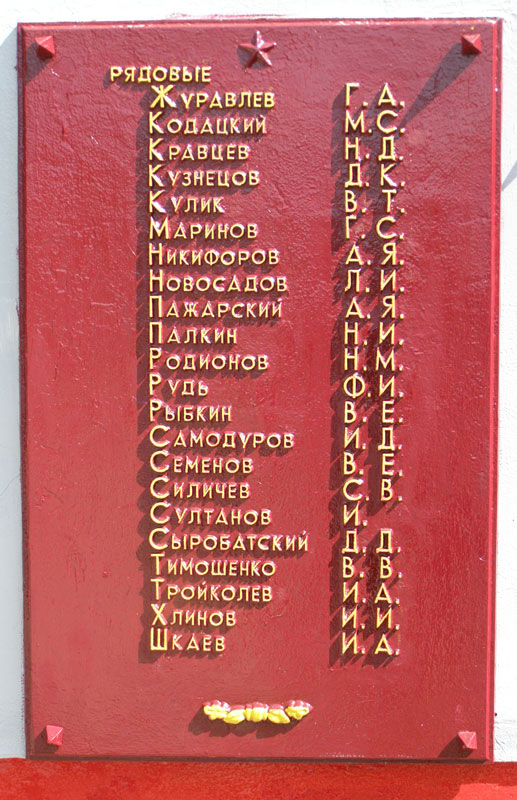 РЯДОВЫЕ
ЖУРАВЛЕВ Г. А.
КОДАЦКИЙ М. С.
КРАВЦЕВ Н. Д.
КУЗНЕЦОВ Д. К.
КУЛИК В. Т.
МАРИНОВ Г. С.
НИКИФОРОВ А. Я.
НОВОСАДОВ Л. И.
ПАЖАРСКИЙ А. Я.
ПАЛКИН Н. И.
РОДИОНОВ Н. М.
РУДЬ Ф. И.
РЫБКИН В. Е.
САМОДУРОВ И. Д.
СЕМЕНОВ В. Е.
СИЛИЧЕВ С. В.
СУЛТАНОВ И.
СЫРОБАТСКИЙ Д. Д.
ТИМОШЕНКО В. В.
ТРОЙКОЛЕВ И. А.
ХЛИНОВ И. И.
ШКАЕВ И. А.